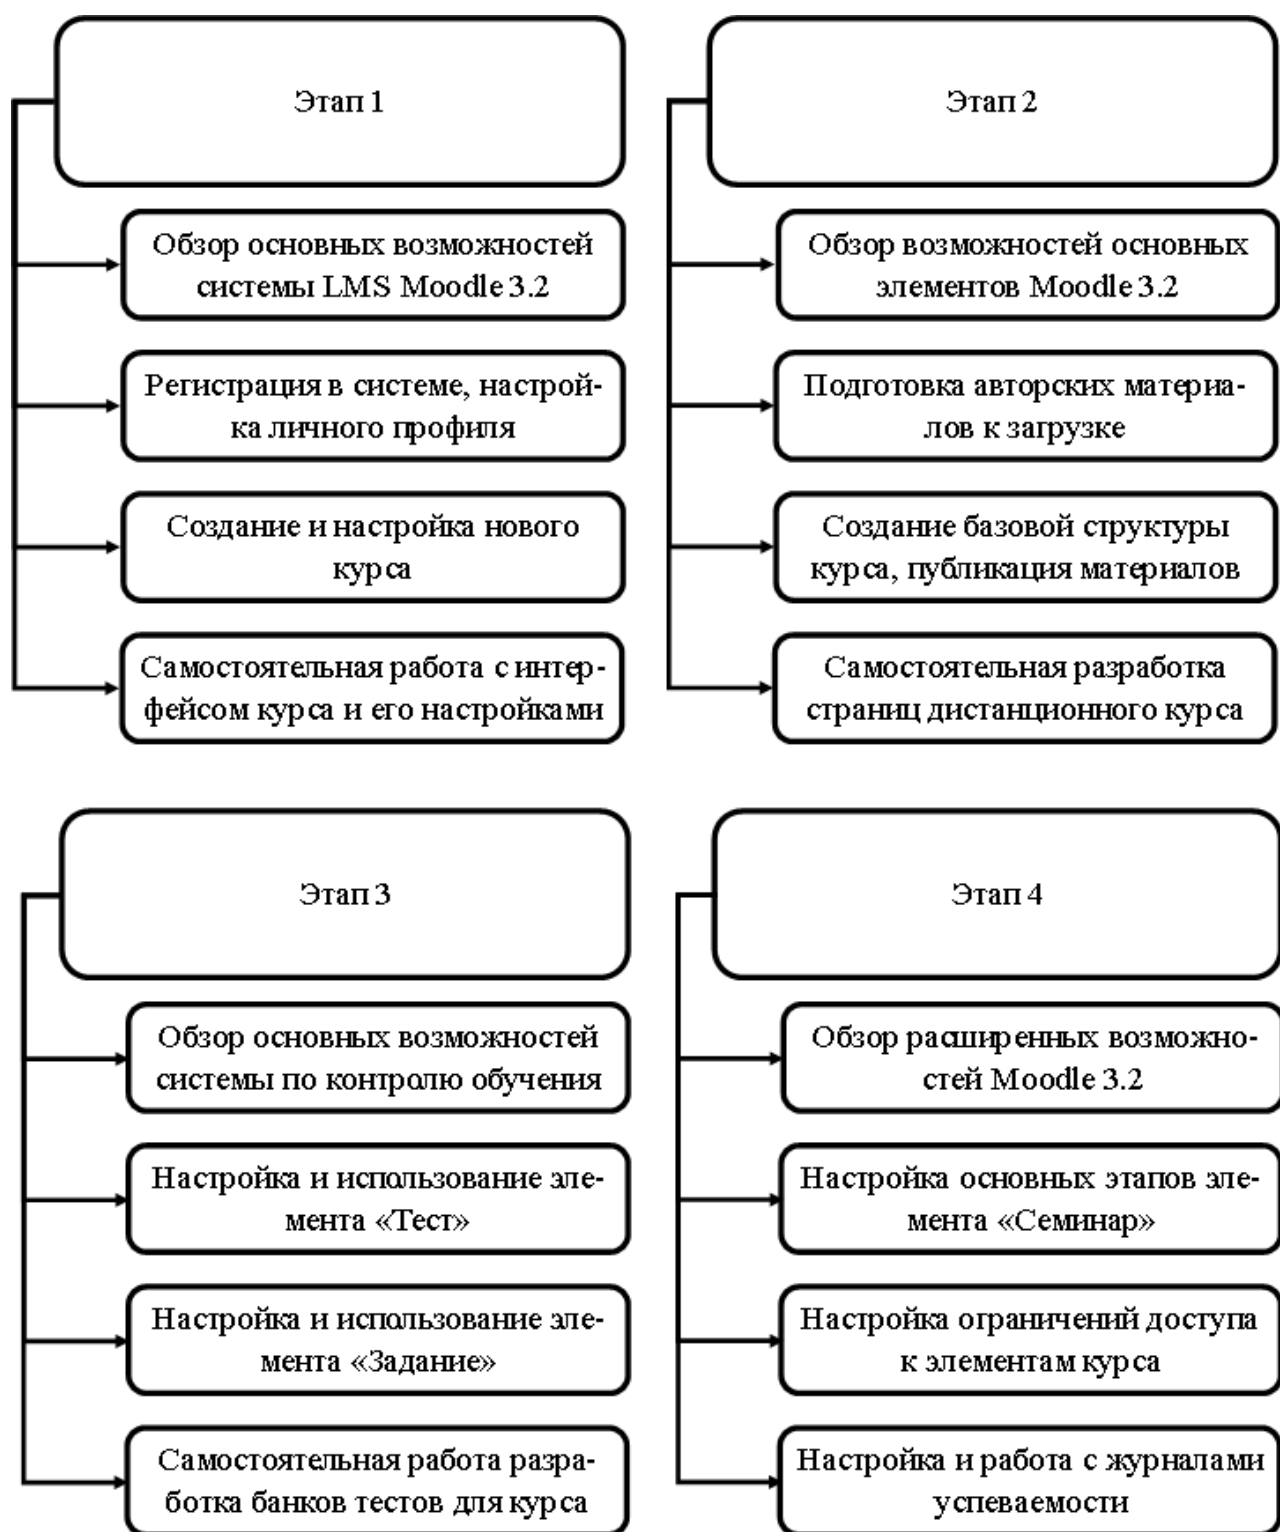 Этап 1
Обзор основных возможностей
системы LMS Moodle 3.2
Регистрация в системе, настрой-
ка личного профиля
Создание и настройка нового
курса
Самостоятельная работа с интер-
фейсом курса и его настройками
Этап 2
Обзор возможностей основных
элементов Moodle 3.2
Подготовка авторских материа-
лов к загрузке
Создание базовой структуры
курса, публикация материалов
Самостоятельная разработка
страниц дистанционного курса
Этап 3
Обзор основных возможностей
системы по контролю обучения
Настройка и использование эле-
мента «Тест»
Настройка и использование эле-
мента «Задание»
Самостоятельная работа разра-
ботка банков тестов для курса
Этап 4
Обзор расширенных возможно-
стей Moodle 3.2
Настройка основных этапов эле-
мента «Семинар»
Настройка ограничений доступа
к элементам курса
Настройка и работа с журналами
успеваемости